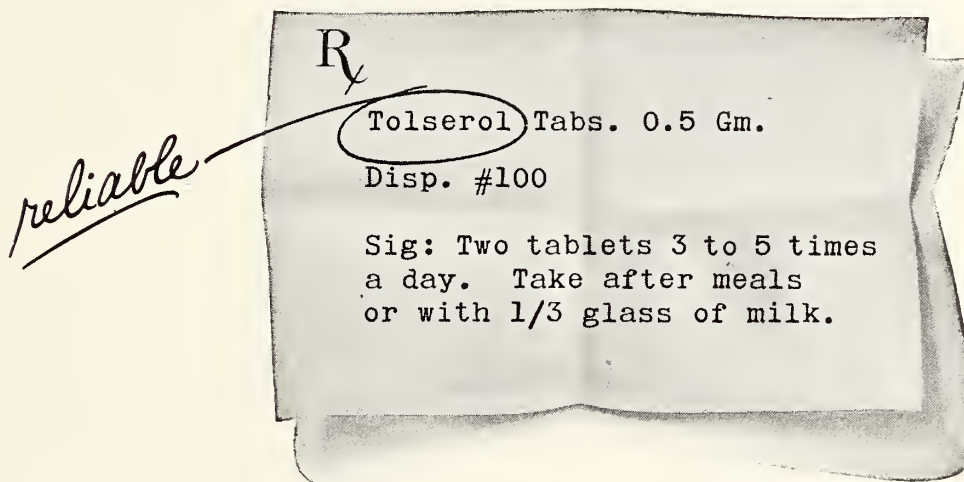 Rx
reliable
Tolserol Tabs. 0.5 Gm.
Disp. #100
Sig: Two tablets 3 to 5 times
a day. Take after meals
or with 1/3 glass of milk.